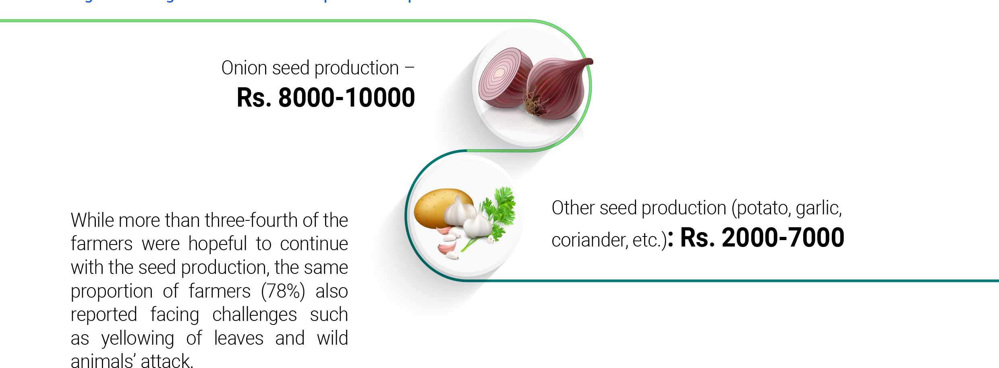 Onion seed production –
Rs. 8000-10000
Other seed production (potato, garlic,
coriander, etc.): Rs. 2000-7000
While more than three-fourth of the
farmers were hopeful to continue
with the seed production, the same
proportion of farmers (78%) also
reported facing challenges such
as yellowing of leaves and wild
animals’ attack.